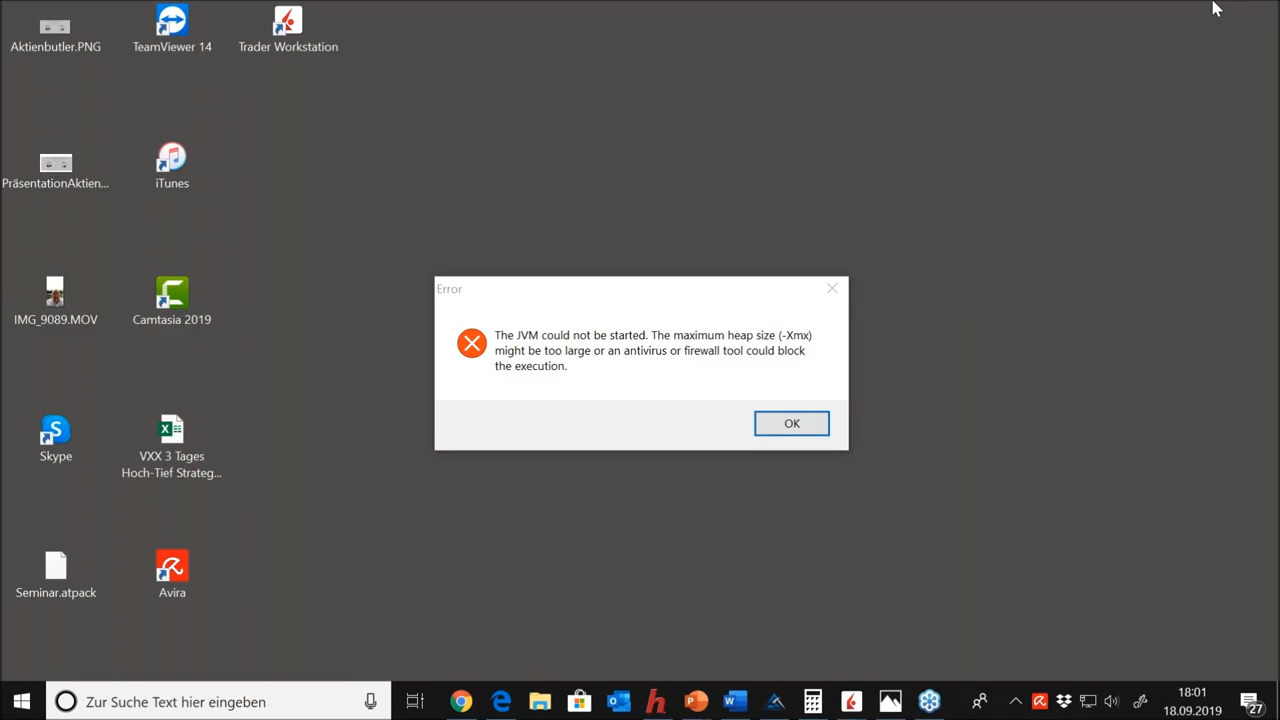 Aktienbutler.PNG
TeamViewer 14
Trader Workstation
PräsentationAktien...
iTunes
Error
The JVM could not be started. The maximum heap size (-Xmx)
might be too large or an antivirus or firewall tool could block
the execution.
OK
IMG_9089.MOV
Camtasia 2019
Skype
VXX 3 Tages
Hoch-Tief Strateg...
Seminar.atpack
Avira
Zur Suche Text hier eingeben
18:01
18.09.2019
27